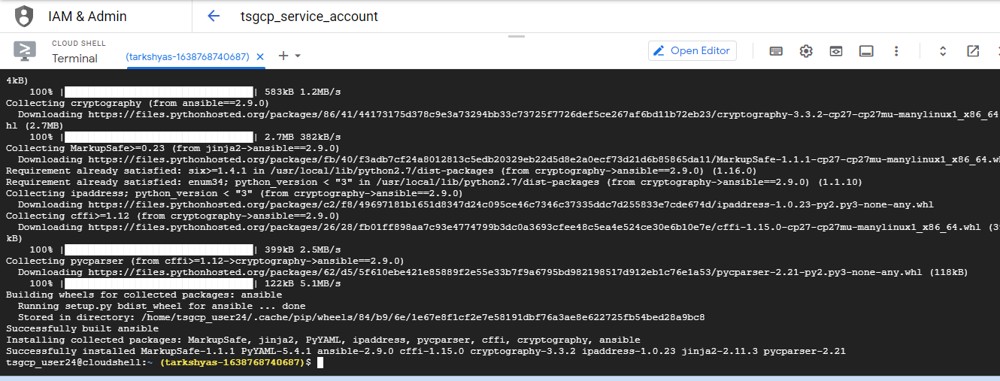 IAM & Admin
tsgcp_service_account
CLOUD SHELL
Terminal
(tarkshyas-1638768740687)
Open Editor
4kB)
100% | | 583kB 1.2MB/s
Collecting cryptography (from ansible==2.9.0)
Downloading https://files.pythonhosted.org/packages/86/41/44173175d378c9e3a73294bb33c73725f7726def5ce267af6bd11b72eb23/cryptography-3.3.2-cp27-cp27mu-manylinux1_x86_64
hl (2.7MB)
100% | | 2.7MB 382kB/s
Collecting MarkupSafe>=0.23 (from jinja2->ansible==2.9.0)
Downloading https://files.pythonhosted.org/packages/fb/40/f3adb7cf24a8012813c5edb20329eb22d5d8e2a0ecf73d21d6b85865da11/MarkupSafe-1.1.1-cp27-cp27mu-manylinux1_x86_64.wh
Requirement already satisfied: six>=1.4.1 in /usr/local/lib/python2.7/dist-packages (from cryptography->ansible==2.9.0) (1.16.0)
Requirement already satisfied: enum34; python_version < "3" in /usr/local/lib/python2.7/dist-packages (from cryptography->ansible==2.9.0) (1.1.10)
Collecting ipaddress; python_version < "3" (from cryptography->ansible==2.9.0)
Downloading https://files.pythonhosted.org/packages/c2/f8/49697181b1651d8347d24c095ce46c7346c37335ddc7d255833e7cde674d/ipaddress-1.0.23-py2.py3-none-any.whl
Collecting cffi>=1.12 (from cryptography->ansible==2.9.0)
Downloading https://files.pythonhosted.org/packages/26/28/fb01ff898aa7c93e4774799b3dc0a3693cfee48c5ea4e524ce30e6b10e7e/cffi-1.15.0-cp27-cp27mu-manylinux1_x86_64.whl (39
kB)
100% | | 399kB 2.5MB/s
Collecting pycparser (from cffi>=1.12->cryptography->ansible==2.9.0)
Downloading https://files.pythonhosted.org/packages/62/d5/5f610ebe421e85889f2e55e33b7f9a6795bd982198517d912eb1c76e1a53/pycparser-2.21-py2.py3-none-any.whl (118kB)
100% | | 122kB 5.1MB/s
Building wheels for collected packages: ansible
Running setup.py bdist_wheel for ansible ... done
Stored in directory: /home/tsgcp_user24/.cache/pip/wheels/84/b9/6e/1e67e8f1cf2e7e58191dbf76a3ae8e622725fb54bed28a9bc8
Successfully built ansible
Installing collected packages: MarkupSafe, jinja2, PyYAML, ipaddress, pycparser, cffi, cryptography, ansible
Successfully installed MarkupSafe-1.1.1 PyYAML-5.4.1 ansible-2.9.0 cffi-1.15.0 cryptography-3.3.2 ipaddress-1.0.23 jinja2-2.11.3 pycparser-2.21
tsgcp_user24@cloudshell:~ (tarkshyas-1638768740687)$